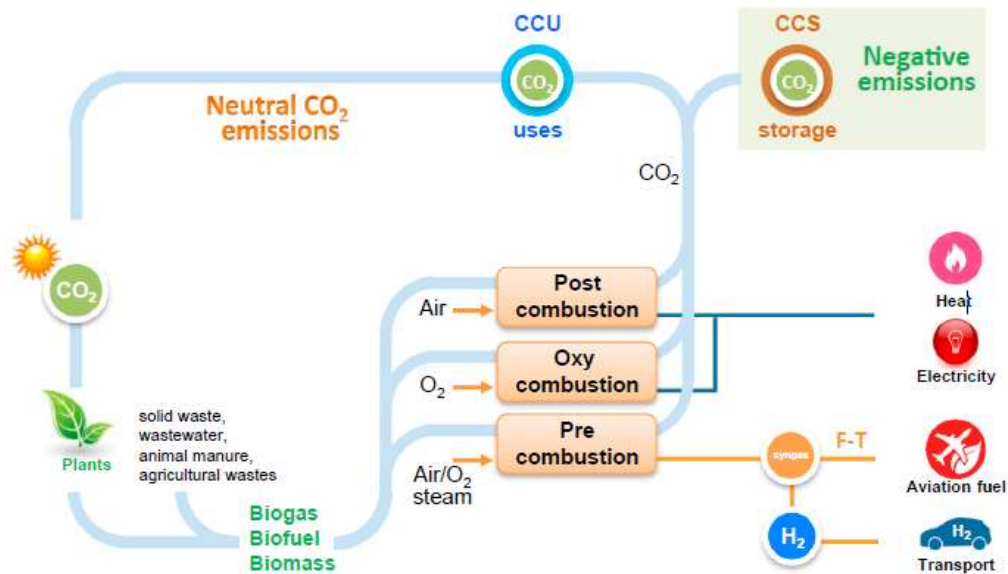 CCU
CO₂
uses
CCS
CO₂
storage
Negative
emissions
Neutral CO₂
emissions
CO₂
CO₂
Plants
solid waste,
wastewater,
animal manure,
agricultural wastes
Biogas
Biofuel
Biomass
Air
Post
combustion
O₂
Oxy
combustion
Air/O₂
steam
Pre
combustion
Heat
Electricity
syngas
F-T
Aviation fuel
H₂
H₂
Transport